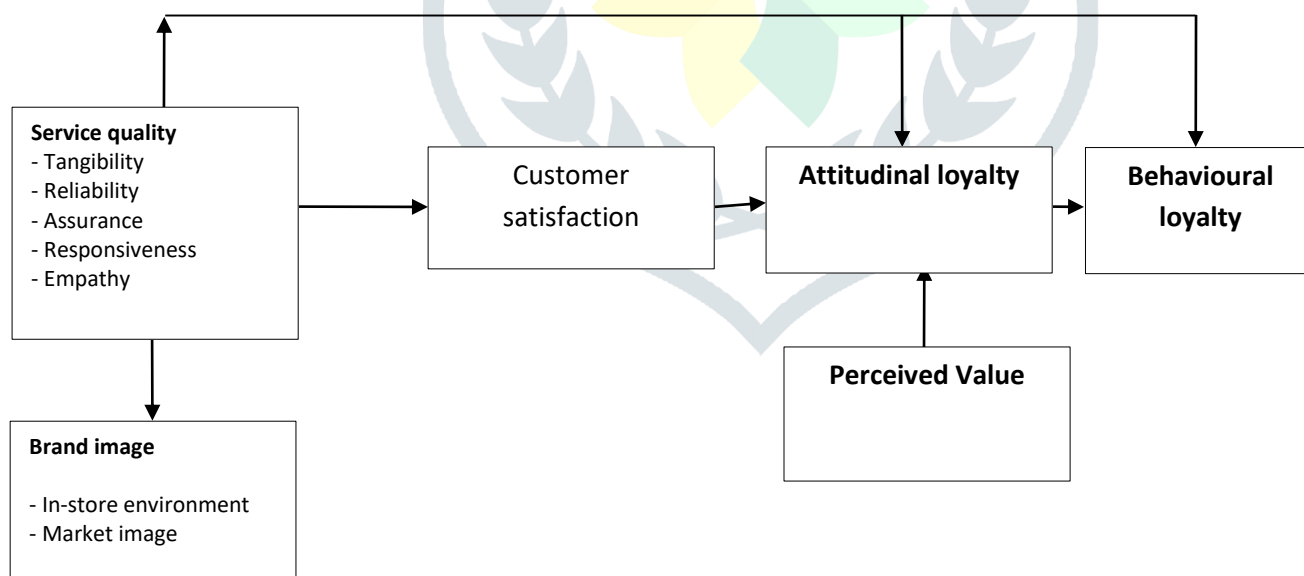 Service quality
- Tangibility
- Reliability
- Assurance
- Responsiveness
- Empathy
Customer
satisfaction
Attitudinal loyalty
Behavioural
loyalty
Perceived Value
Brand image
- In-store environment
- Market image